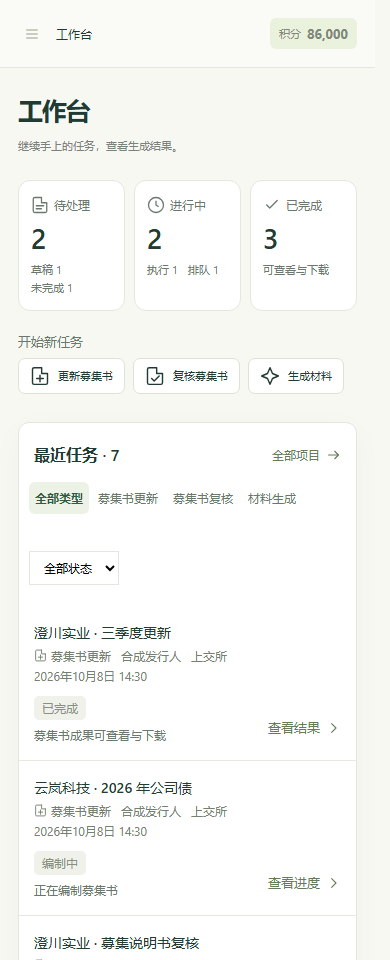 工作台
积分 86,000
工作台
继续手上的任务，查看生成结果。
待处理
2
草稿 1
未完成 1
进行中
2
执行 1 排队 1
已完成
3
可查看与下载
开始新任务
更新募集书
复核募集书
生成材料
最近任务 · 7
全部项目
全部类型 募集书更新 募集书复核 材料生成
全部状态
澄川实业 · 三季度更新
募集书更新 合成发行人 上交所
2026年10月8日 14:30
已完成
募集书成果可查看与下载
查看结果
云岚科技 · 2026 年公司债
募集书更新 合成发行人 上交所
2026年10月8日 14:30
编制中
正在编制募集书
查看进度
澄川实业 · 募集说明书复核